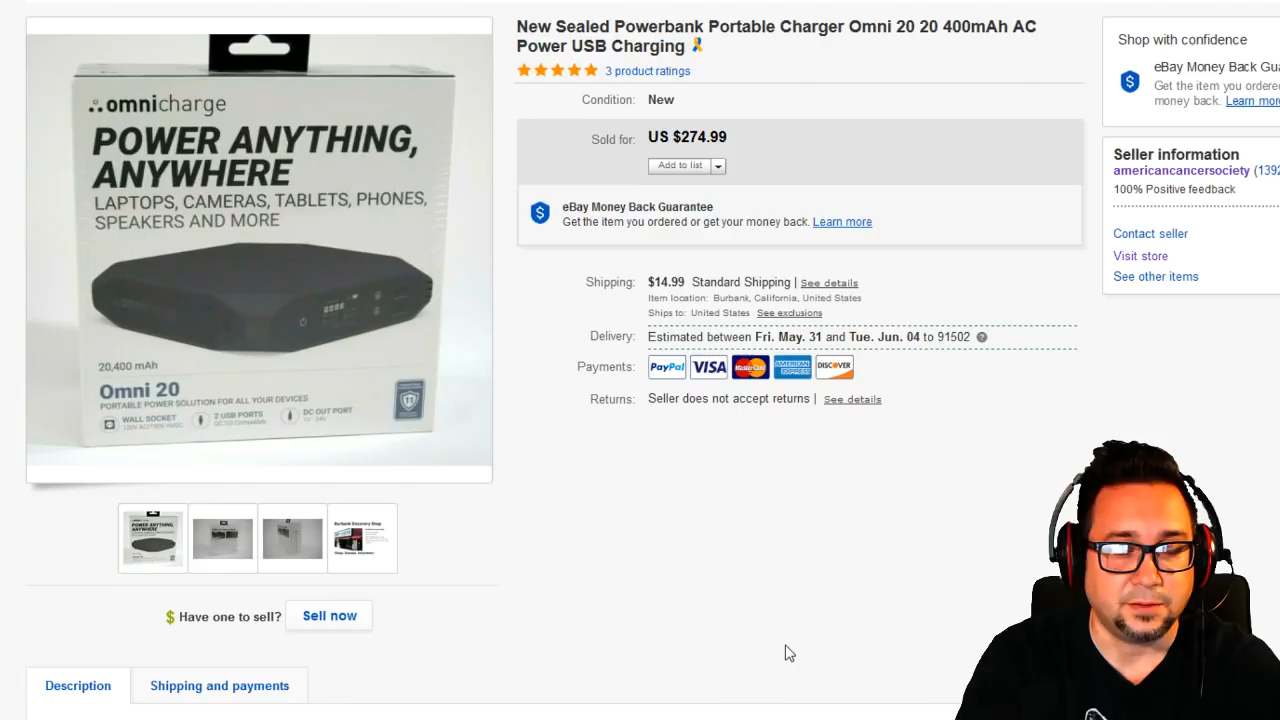 New Sealed Powerbank Portable Charger Omni 20 20 400mAh AC
Power USB Charging
3 product ratings
Condition: New
Sold for: US $274.99
Add to list
eBay Money Back Guarantee
Get the item you ordered or get your money back. Learn more
Shipping: $14.99 Standard Shipping | See details
Item location: Burbank, California, United States
Ships to: United States See exclusions
Delivery: Estimated between Fri. May. 31 and Tue. Jun. 04 to 91502
Payments: PayPal VISA MasterCard AMERICAN EXPRESS DISCOVER
Returns: Seller does not accept returns | See details
Shop with confidence
eBay Money Back Gua
Get the item you ordere
money back. Learn mor
Seller information
americancancersociety (1392
100% Positive feedback
Contact seller
Visit store
See other items
omnicharge
POWER ANYTHING,
ANYWHERE
LAPTOPS, CAMERAS, TABLETS, PHONES,
SPEAKERS AND MORE
20,400 mAh
Omni 20
PORTABLE POWER SOLUTION FOR ALL YOUR DEVICES
WALL SOCKET
2 USB PORTS
DC OUT PORT
POWER ANYTHING,
ANYWHERE
Burbank Discovery Shop
$ Have one to sell? Sell now
Description
Shipping and payments